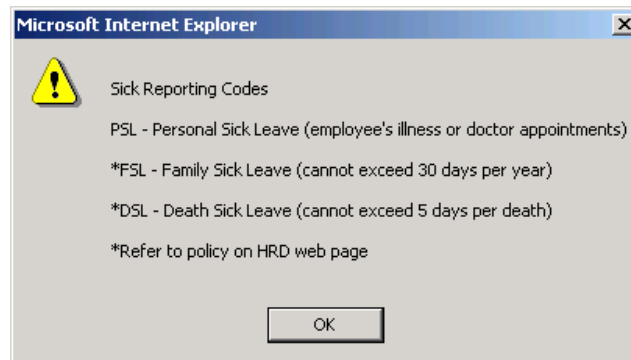 Microsoft Internet Explorer
Sick Reporting Codes
PSL - Personal Sick Leave (employee's illness or doctor appointments)
*FSL - Family Sick Leave (cannot exceed 30 days per year)
*DSL - Death Sick Leave (cannot exceed 5 days per death)
*Refer to policy on HRD web page
OK